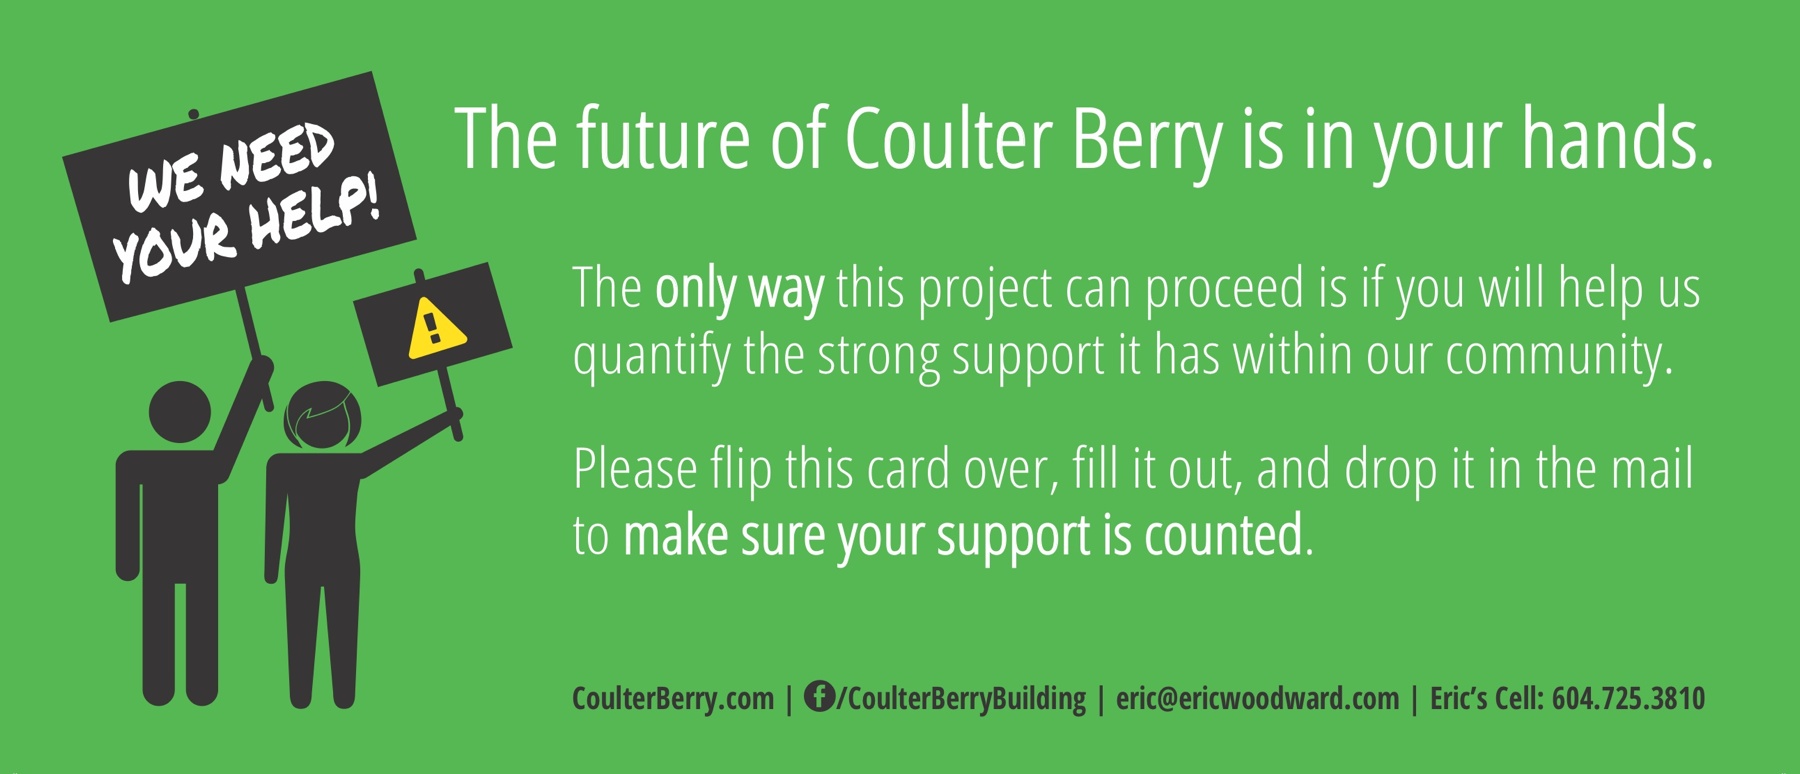 WE NEED
YOUR HELP!
The future of Coulter Berry is in your hands.
The only way this project can proceed is if you will help us
quantify the strong support it has within our community.
Please flip this card over, fill it out, and drop it in the mail
to make sure your support is counted.
CoulterBerry.com | f/CoulterBerryBuilding | eric@ericwoodward.com | Eric’s Cell: 604.725.3810